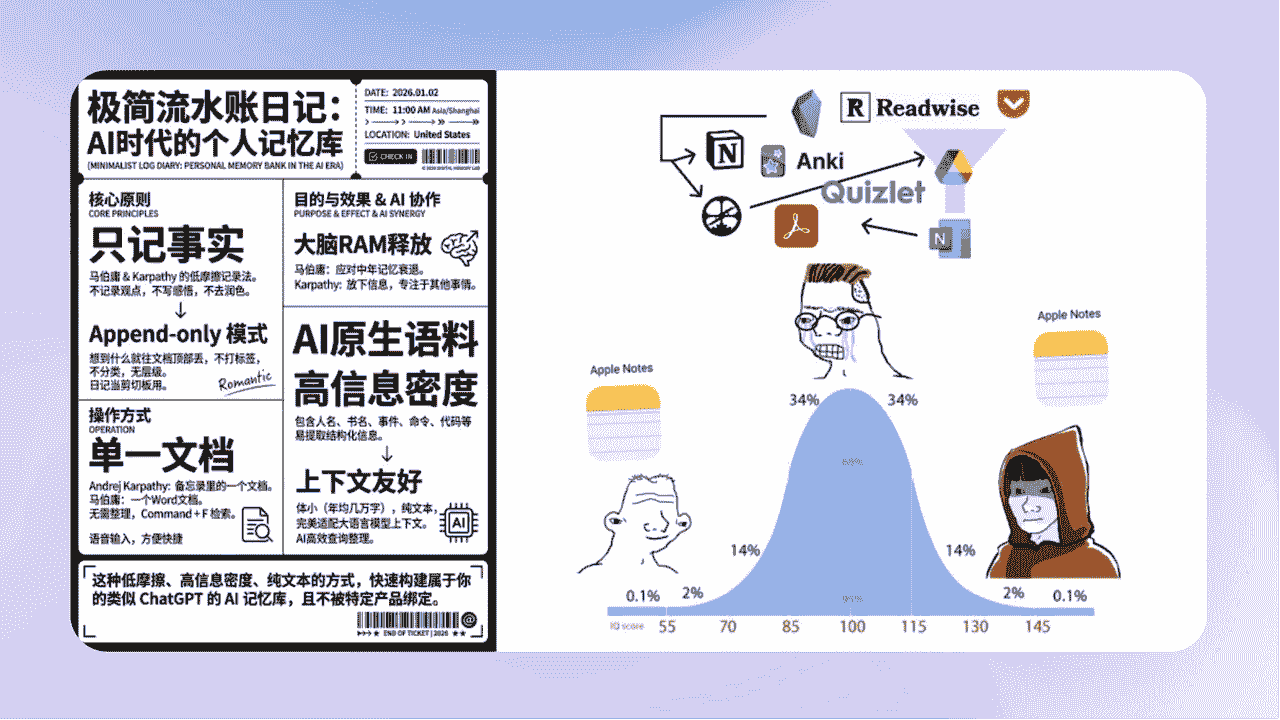 极简流水账日记：
AI时代的个人记忆库
(MINIMALIST LOG DIARY: PERSONAL MEMORY BANK IN THE AI ERA)
DATE: 2026.01.02
TIME: 11:00 AM Asia/Shanghai
LOCATION: United States
CHECK IN
© 2026 DIGITAL MEMORY LAB
核心原则
CORE PRINCIPLES
只记事实
马伯庸 & Karpathy 的低摩擦记录法。
不记录观点，不写感悟，不去润色。
Append-only 模式
想到什么就往文档顶部丢，不打标签，
不分类，无层级。
日记当剪切板用。
Romantic
操作方式
OPERATION
单一文档
Andrej Karpathy: 备忘录里的一个文档。
马伯庸：一个Word文档。
无需整理，Command + F 检索。
语音输入，方便快捷
目的与效果 & AI 协作
PURPOSE & EFFECT & AI SYNERGY
大脑RAM释放
马伯庸：应对中年记忆衰退。
Karpathy: 放下信息，专注于其他事情。
AI原生语料
高信息密度
包含人名、书名、事件、命令、代码等
易提取结构化信息。
上下文友好
体小（年均几万字），纯文本，
完美适配大语言模型上下文。
AI高效查询整理。
AI
这种低摩擦、高信息密度、纯文本的方式，快速构建属于你
的类似 ChatGPT 的 AI 记忆库，且不被特定产品绑定。
END OF TICKET | 2026
R Readwise
N
Anki
Quizlet
N
Apple Notes
Apple Notes
34%
34%
68%
14%
14%
95%
0.1%
2%
2%
0.1%
IQ score
55
70
85
100
115
130
145